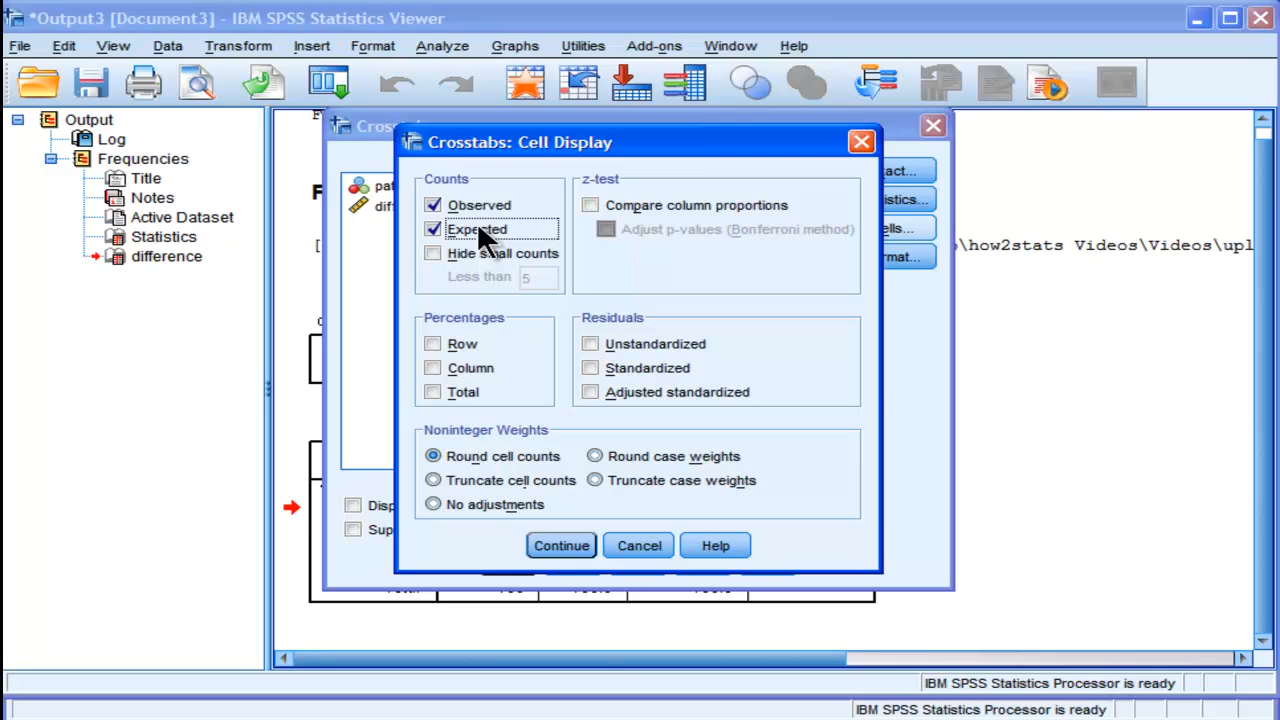 *Output3 [Document3] - IBM SPSS Statistics Viewer
File Edit View Data Transform Insert Format Analyze Graphs Utilities Add-ons Window Help
Output
Log
Frequencies
Title
Notes
Active Dataset
Statistics
difference
Crosstabs: Cell Display
Counts
Observed
Expected
Hide small counts
Less than 5
z-test
Compare column proportions
Adjust p-values (Bonferroni method)
Percentages
Row
Column
Total
Residuals
Unstandardized
Standardized
Adjusted standardized
Noninteger Weights
Round cell counts Round case weights
Truncate cell counts Truncate case weights
No adjustments
Continue Cancel Help
\how2stats Videos\Videos\upl
IBM SPSS Statistics Processor is ready
IBM SPSS Statistics Processor is ready